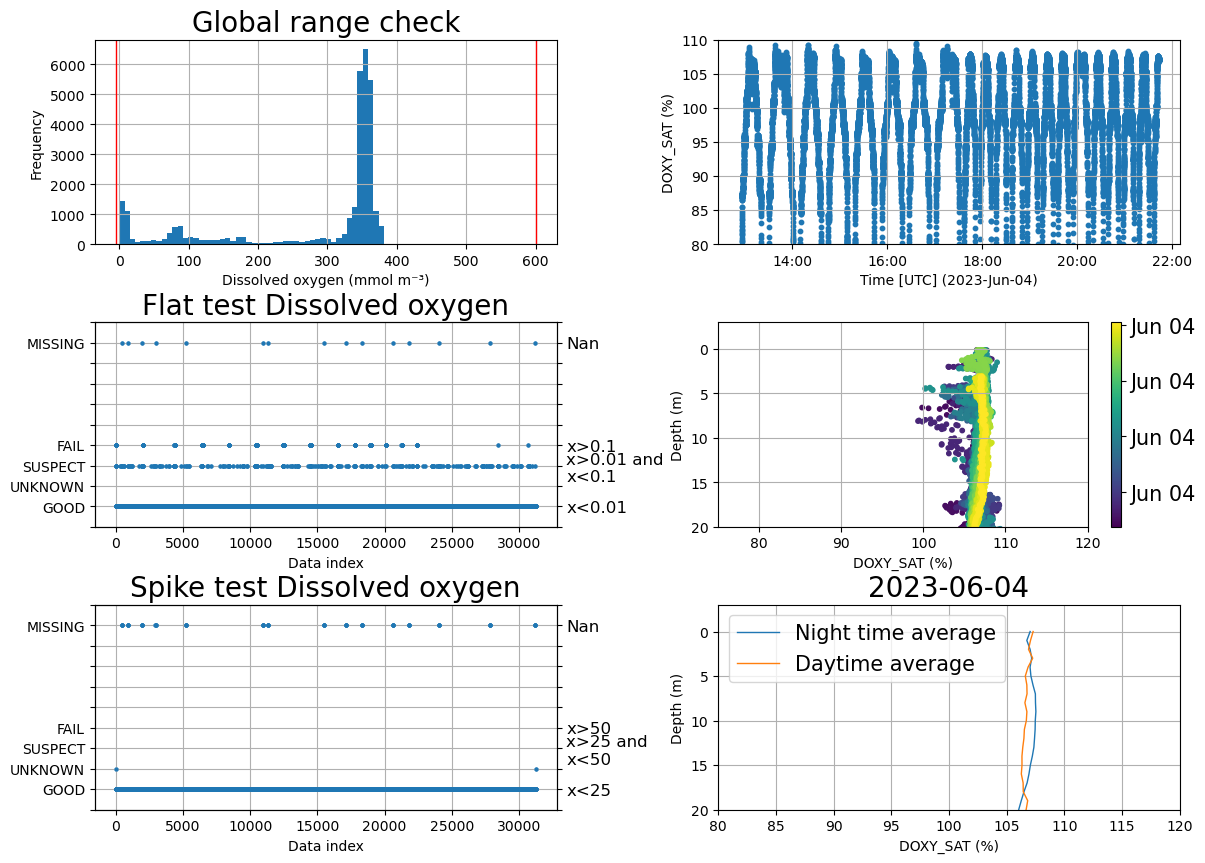 Global range check
6000
5000
4000
3000
2000
1000
0
Frequency
0 100 200 300 400 500 600
Dissolved oxygen (mmol m⁻³)
110
105
100
95
90
85
80
DOXY_SAT (%)
14:00 16:00 18:00 20:00 22:00
Time [UTC] (2023-Jun-04)
Flat test Dissolved oxygen
MISSING
FAIL
SUSPECT
UNKNOWN
GOOD
Nan
x>0.1
x>0.01 and
x<0.1
x<0.01
0 5000 10000 15000 20000 25000 30000
Data index
0
5
10
15
20
Depth (m)
80 90 100 110 120
DOXY_SAT (%)
Jun 04
Jun 04
Jun 04
Jun 04
Spike test Dissolved oxygen
MISSING
FAIL
SUSPECT
UNKNOWN
GOOD
Nan
x>50
x>25 and
x<50
x<25
0 5000 10000 15000 20000 25000 30000
Data index
2023-06-04
Night time average
Daytime average
0
5
10
15
20
Depth (m)
80 85 90 95 100 105 110 115 120
DOXY_SAT (%)